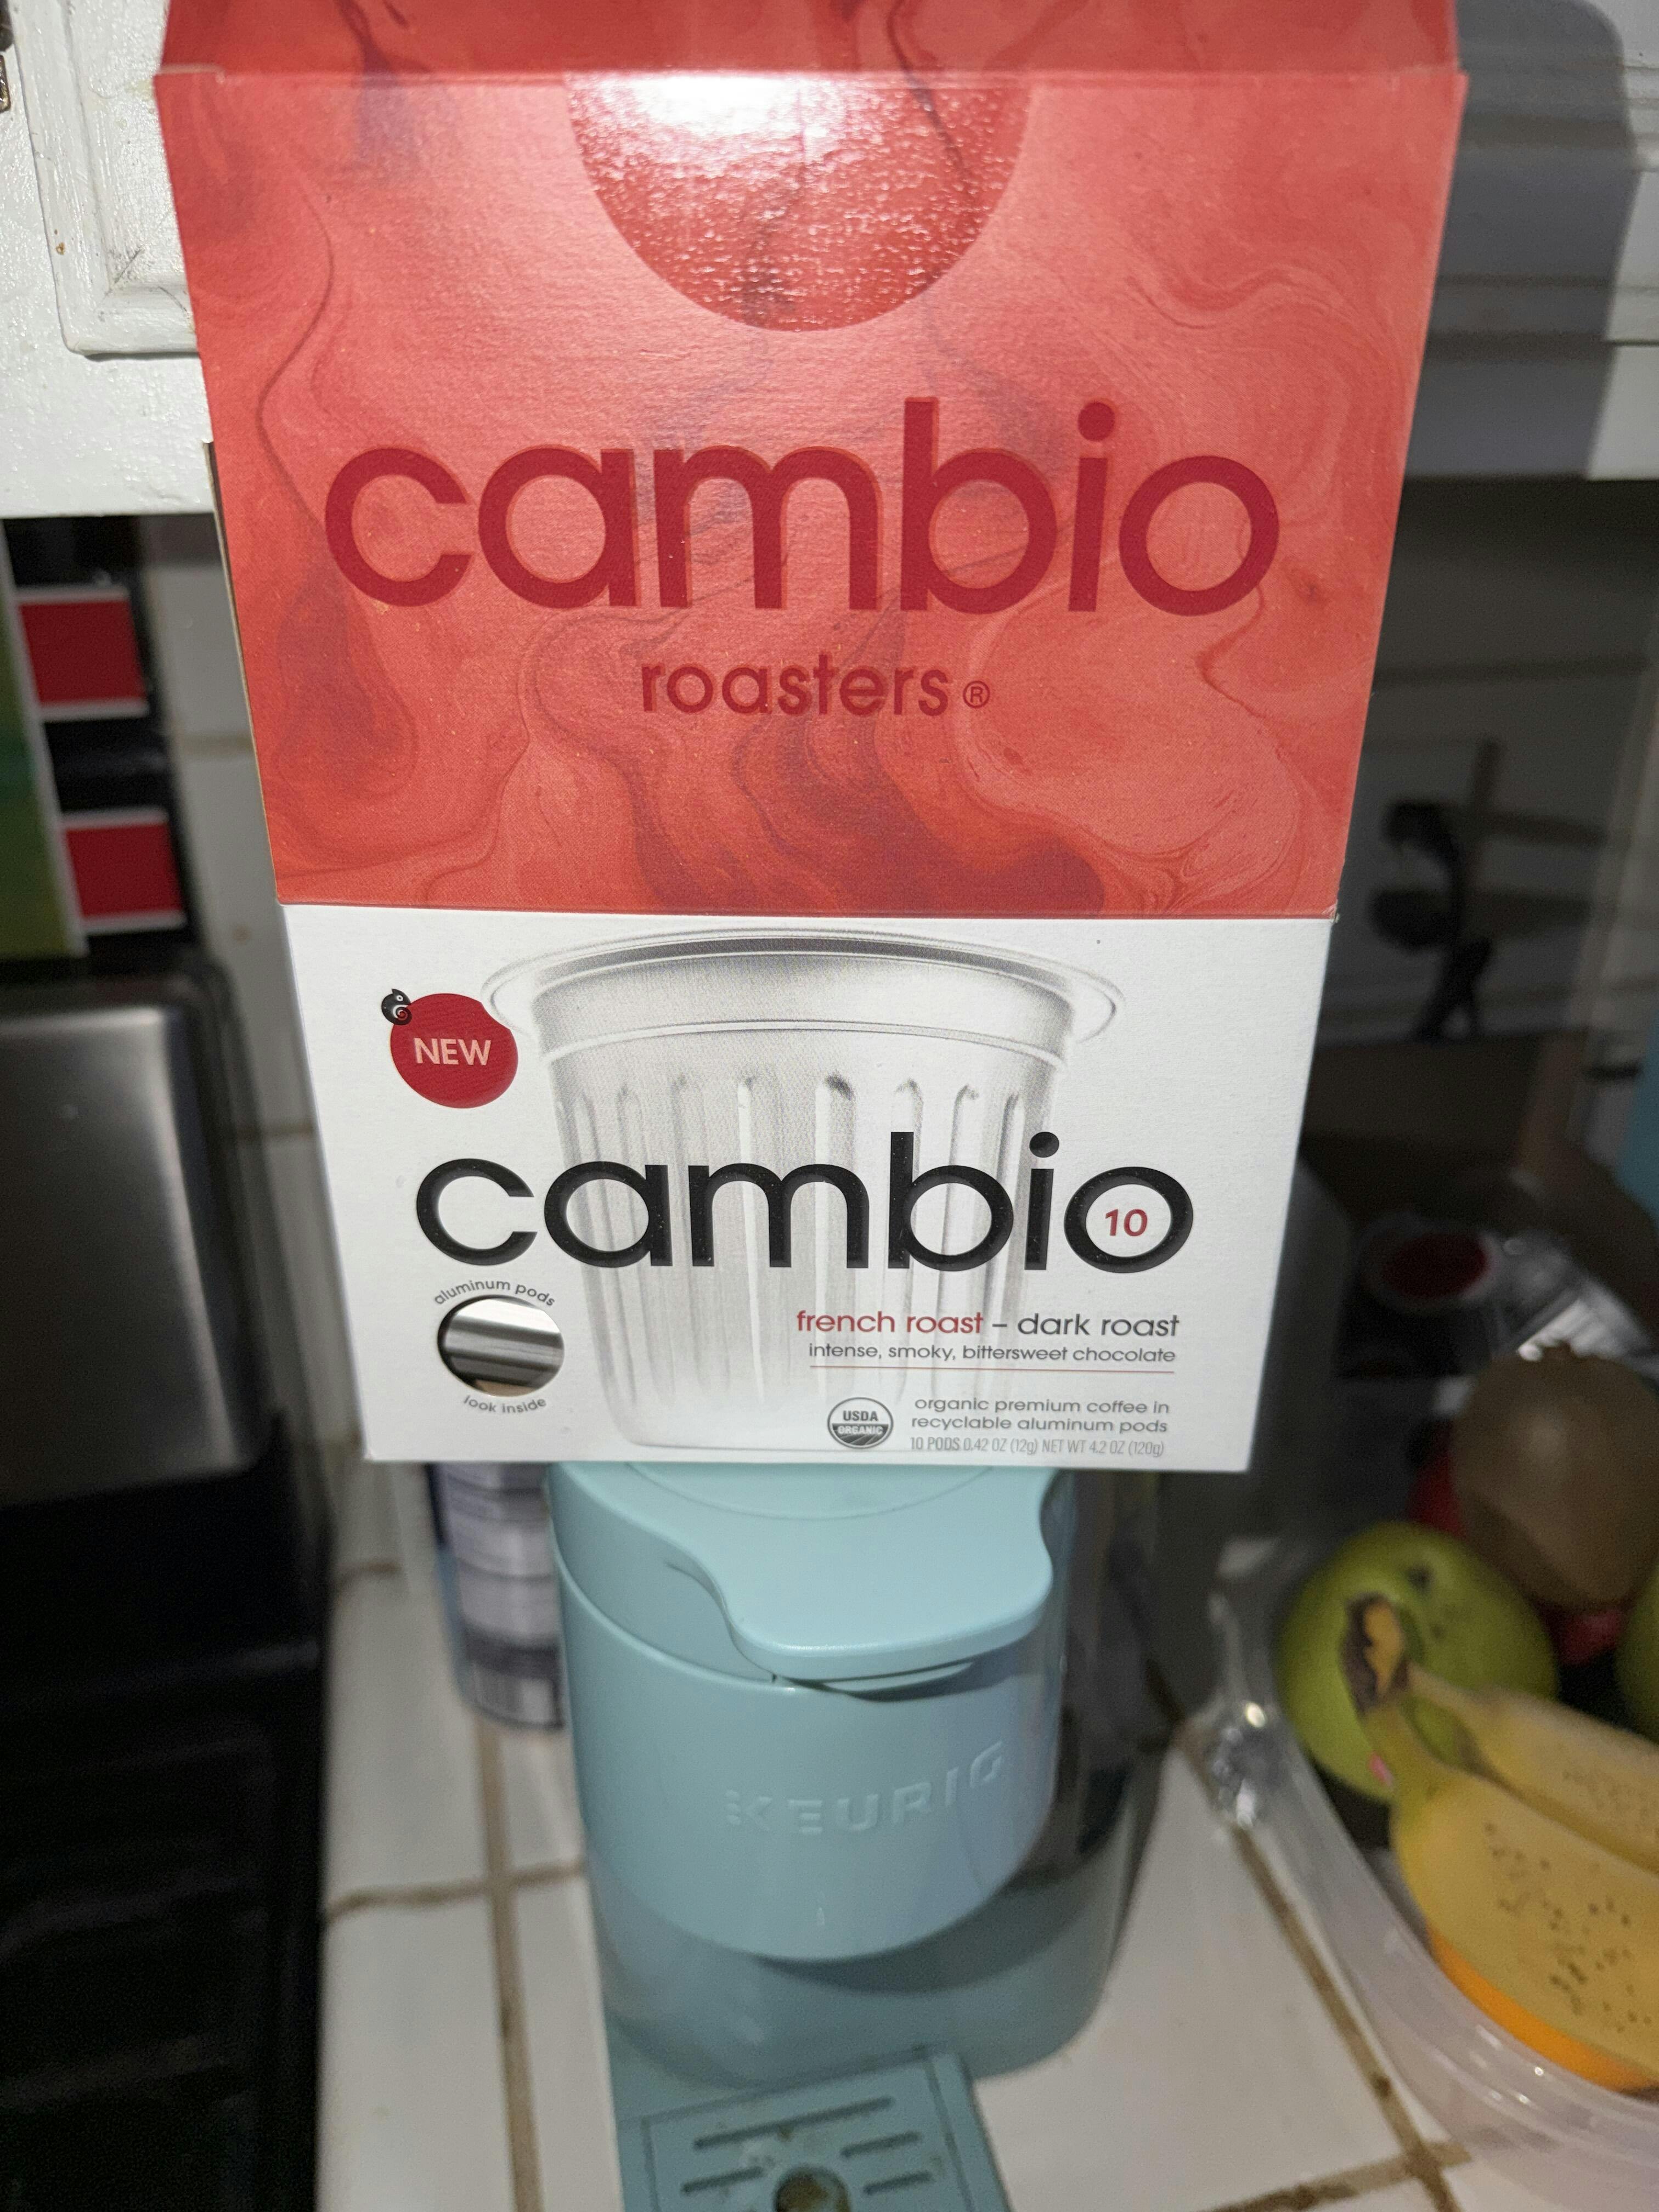 cambio
roasters®
NEW
cambio
10
aluminum pods
look inside
french roast – dark roast
intense, smoky, bittersweet chocolate
USDA
ORGANIC
organic premium coffee in
recyclable aluminum pods
10 PODS 0.42 OZ (12g) NET WT 4.2 OZ (120g)
KEURIG